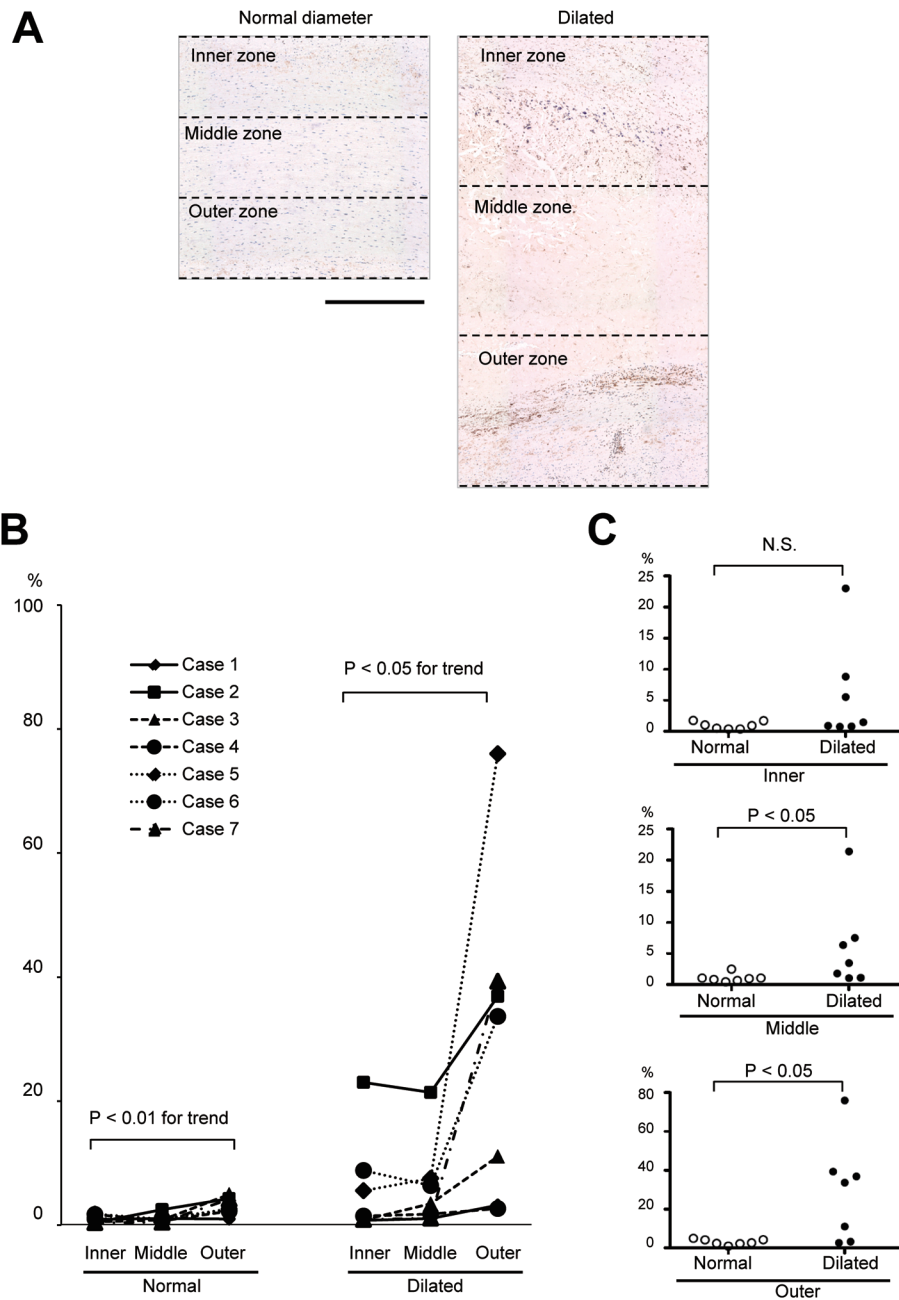 A
Normal diameter
Dilated
Inner zone
Middle zone
Outer zone
Inner zone
Middle zone
Outer zone
B
%
100
80
60
40
20
0
Case 1
Case 2
Case 3
Case 4
Case 5
Case 6
Case 7
P < 0.01 for trend
P < 0.05 for trend
Inner Middle Outer
Normal
Inner Middle Outer
Dilated
C
N.S.
%
25
20
15
10
5
0
Normal Dilated
Inner
P < 0.05
%
25
20
15
10
5
0
Normal Dilated
Middle
P < 0.05
%
80
60
40
20
0
Normal Dilated
Outer